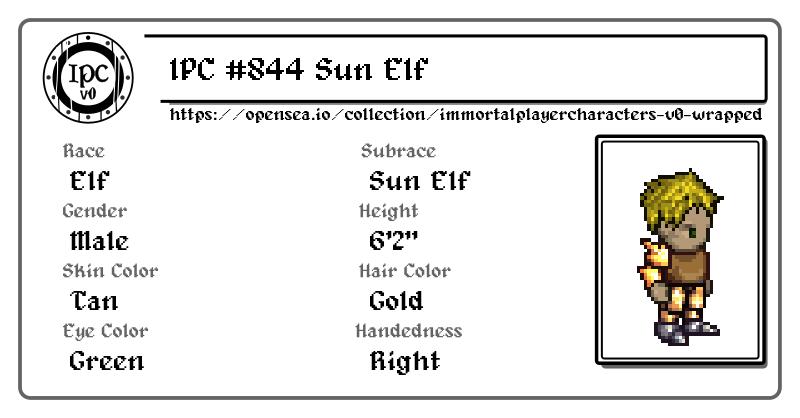 IPC
v0
IPC #844 Sun Elf
https://opensea.io/collection/immortalplayercharacters-v0-wrapped
Race
Subrace
Elf
Sun Elf
Gender
Height
Male
6'2"
Skin Color
Hair Color
Tan
Gold
Eye Color
Handedness
Green
Right